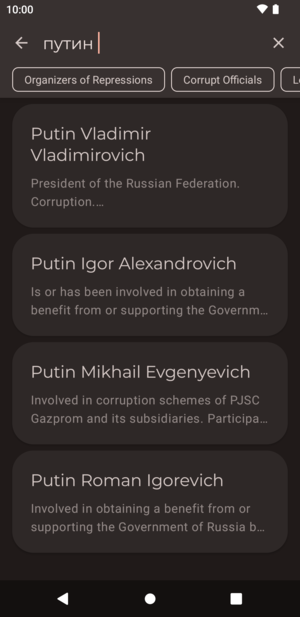 10:00
путин
Organizers of Repressions
Corrupt Officials
Putin Vladimir
Vladimirovich
President of the Russian Federation.
Corruption....
Putin Igor Alexandrovich
Is or has been involved in obtaining a
benefit from or supporting the Governm...
Putin Mikhail Evgenyevich
Involved in corruption schemes of PJSC
Gazprom and its subsidiaries. Participa...
Putin Roman Igorevich
Involved in obtaining a benefit from or
supporting the Government of Russia b...